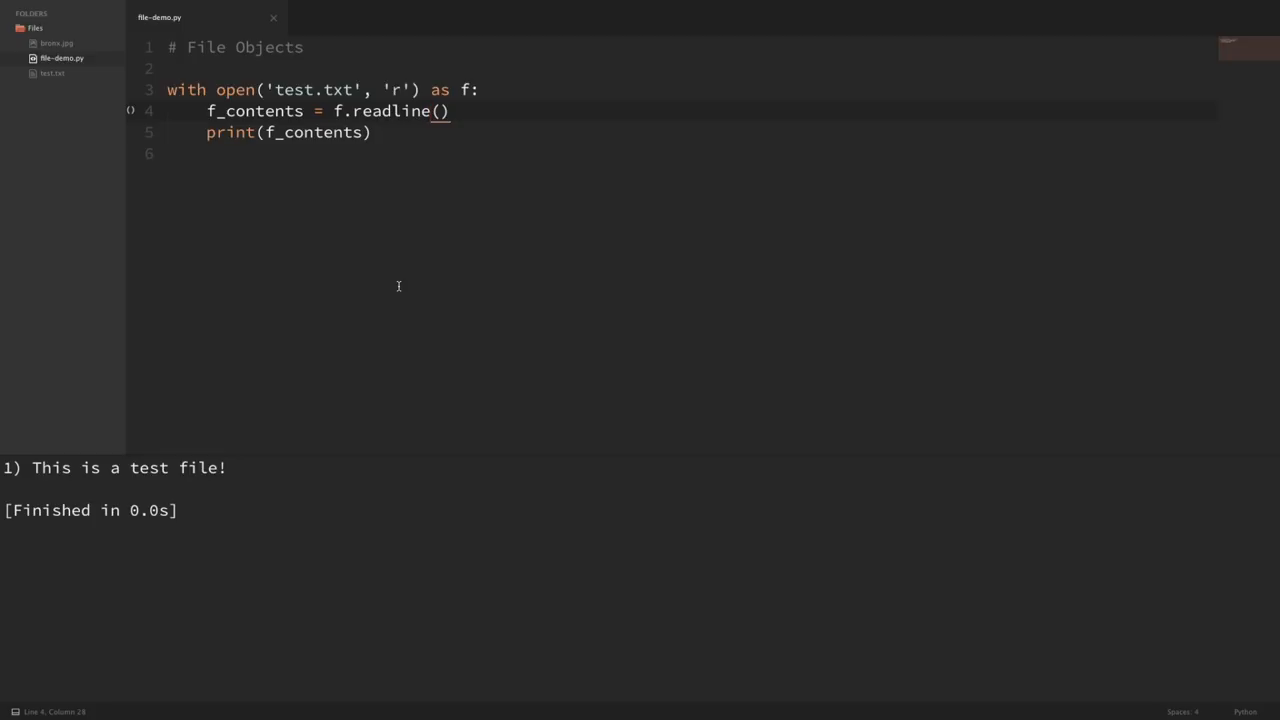 FOLDERS
Files
bronx.jpg
file-demo.py
test.txt
file-demo.py
1 # File Objects
2
3 with open('test.txt', 'r') as f:
4     f_contents = f.readline()
5     print(f_contents)
6
1) This is a test file!
[Finished in 0.0s]
Line 4, Column 28
Spaces: 4
Python